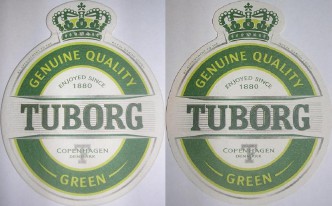 GENUINE QUALITY
ENJOYED SINCE
1880
TUBORG
T
COPENHAGEN
GREEN
GENUINE QUALITY
ENJOYED SINCE
1880
TUBORG
T
COPENHAGEN
GREEN